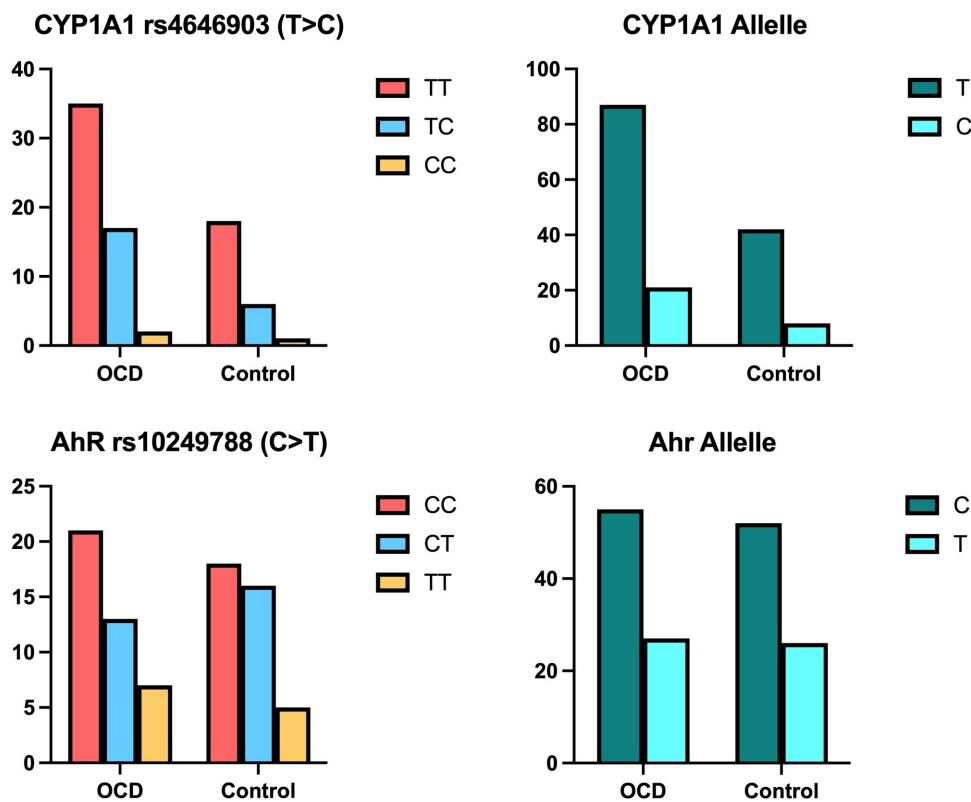 CYP1A1 rs4646903 (T>C)
40
30
20
10
0
OCD
Control
TT
TC
CC
CYP1A1 Allelle
100
80
60
40
20
0
OCD
Control
T
C
AhR rs10249788 (C>T)
25
20
15
10
5
0
OCD
Control
CC
CT
TT
Ahr Allelle
60
40
20
0
OCD
Control
C
T